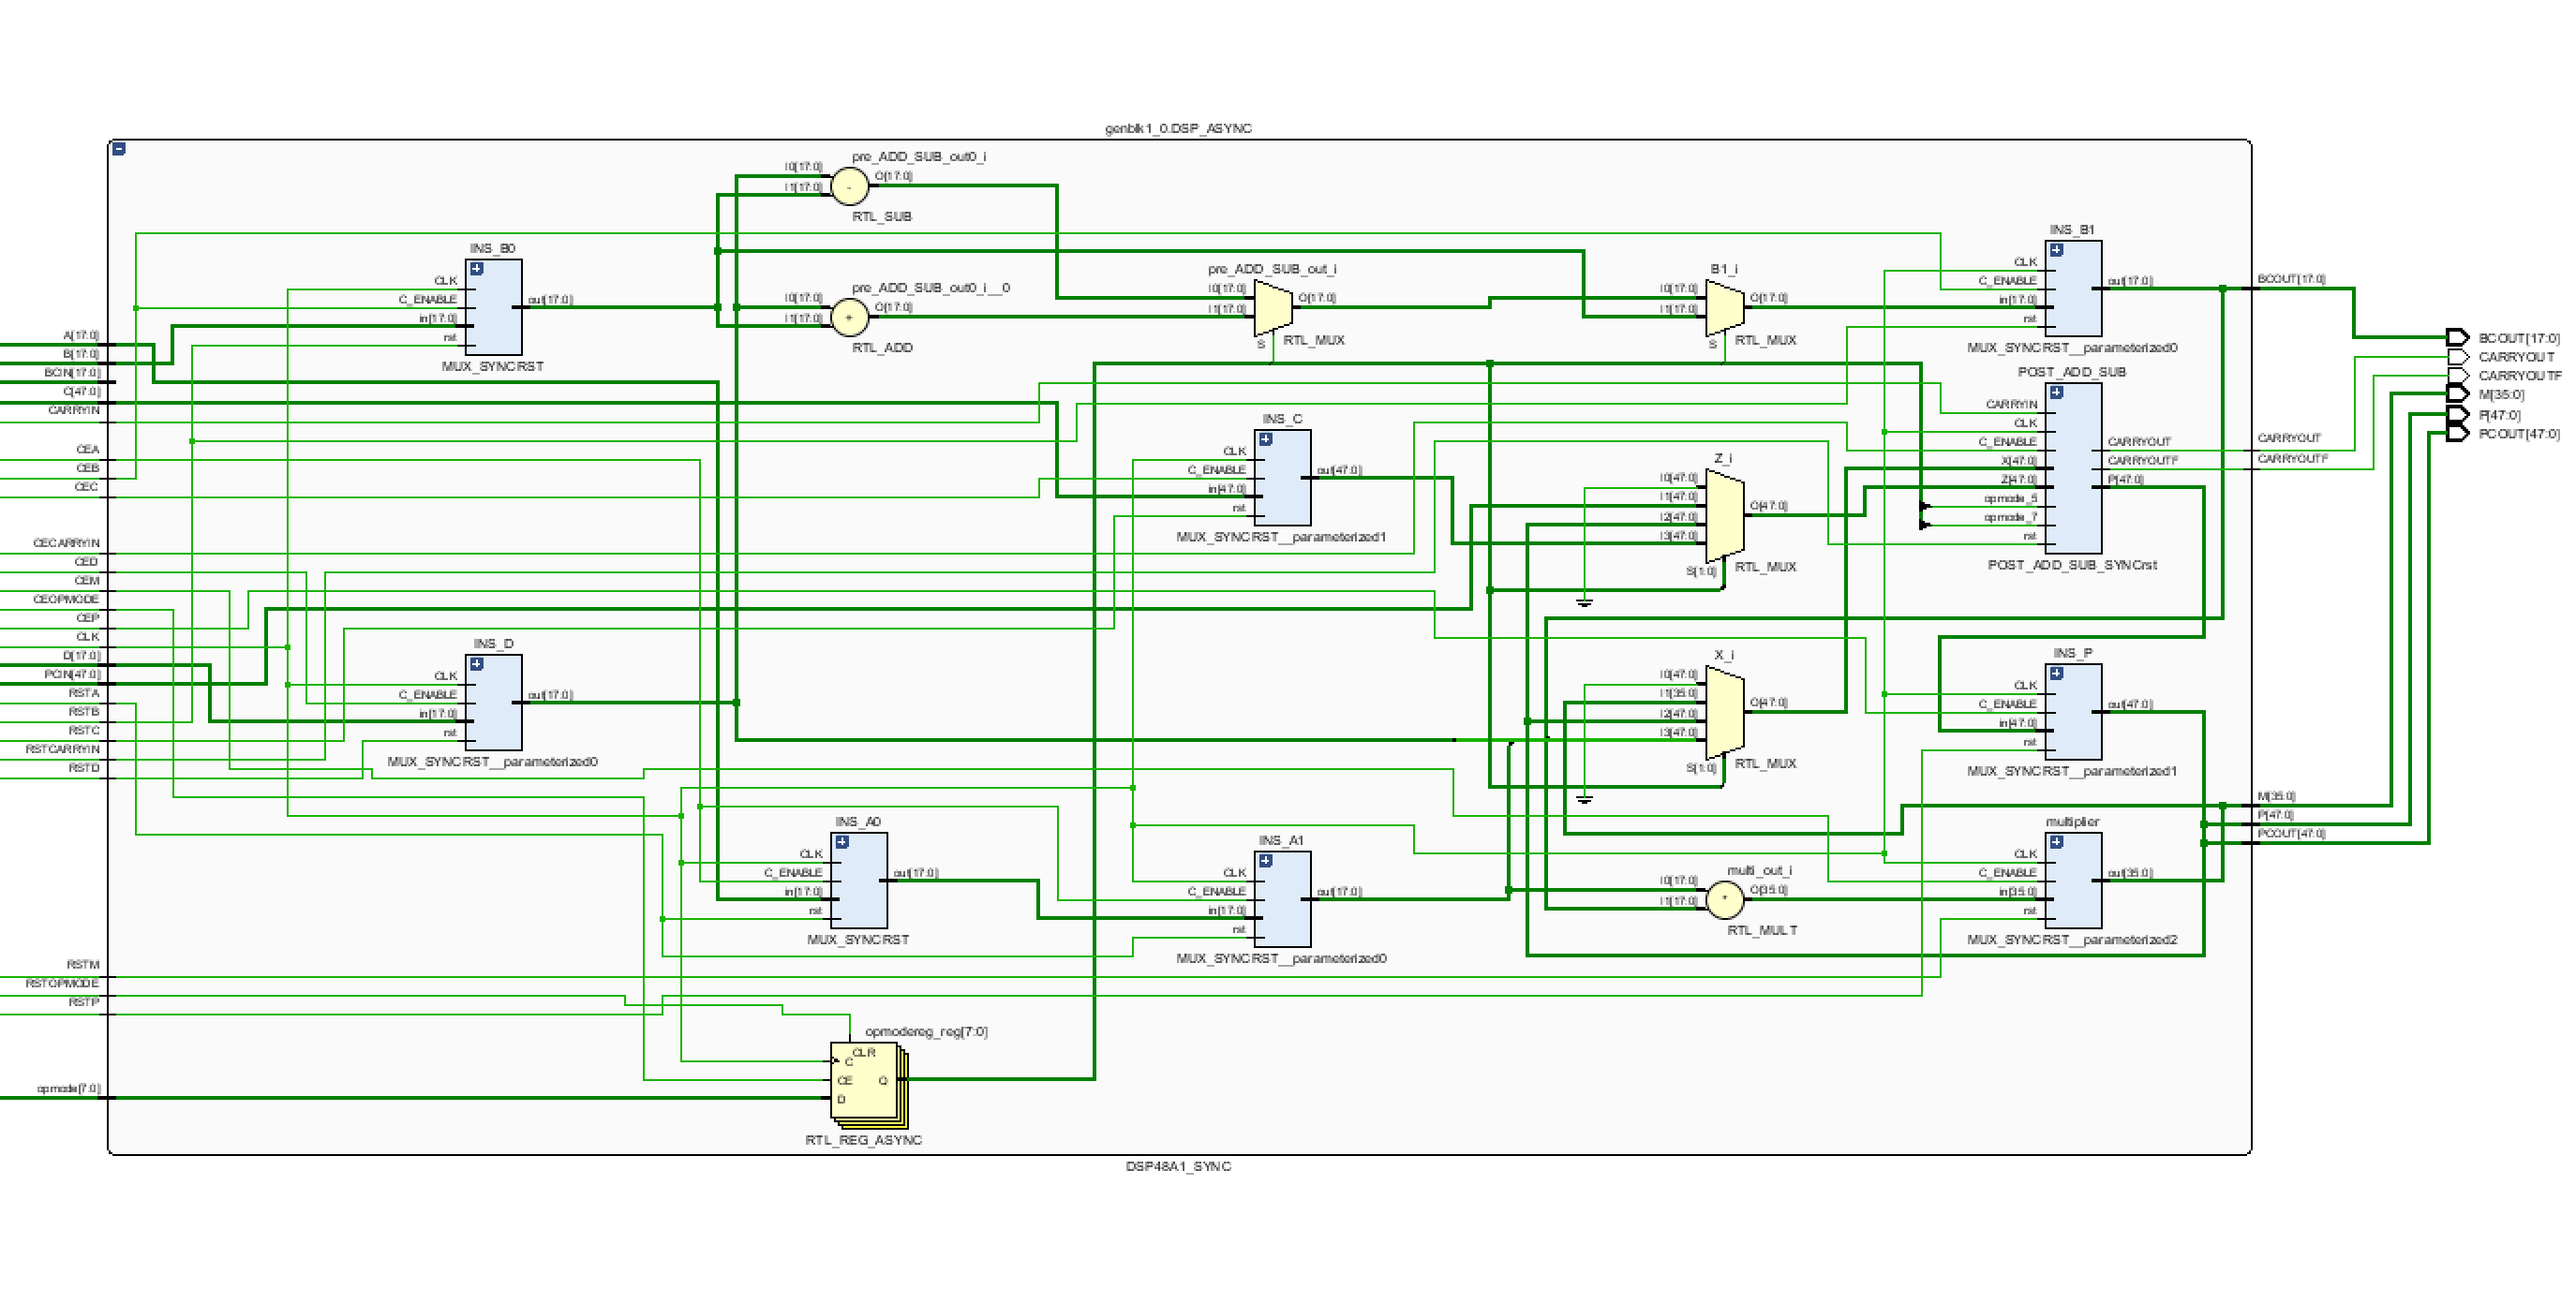 genblk1_0.DSP_ASYNC
pre_ADD_SUB_out0_i
I0[17:0]
I1[17:0]
O[17:0]
-
RTL_SUB
INS_B0
CLK
C_ENABLE
in[17:0]
rst
out[17:0]
MUX_SYNCRST
pre_ADD_SUB_out0_i__0
I0[17:0]
I1[17:0]
O[17:0]
+
RTL_ADD
pre_ADD_SUB_out_i
I0[17:0]
I1[17:0]
O[17:0]
S
RTL_MUX
B1_i
I0[17:0]
I1[17:0]
O[17:0]
S
RTL_MUX
INS_B1
CLK
C_ENABLE
in[17:0]
rst
out[17:0]
MUX_SYNCRST__parameterized0
BCOUT[17:0]
A[17:0]
B[17:0]
BCIN[17:0]
C[47:0]
CARRYIN
CEA
CEB
CEC
CECARRYIN
CED
CEM
CEOPMODE
CEP
CLK
D[17:0]
PCIN[47:0]
RSTA
RSTB
RSTC
RSTCARRYIN
RSTD
RSTM
RSTOPMODE
RSTP
opmode[7:0]
INS_C
CLK
C_ENABLE
in[47:0]
rst
out[47:0]
MUX_SYNCRST__parameterized1
Z_i
I0[47:0]
I1[47:0]
I2[47:0]
I3[47:0]
O[47:0]
S[1:0]
RTL_MUX
POST_ADD_SUB
CARRYIN
CLK
C_ENABLE
X[47:0]
Z[47:0]
opmode_5
opmode_7
rst
CARRYOUT
CARRYOUTF
P[47:0]
POST_ADD_SUB_SYNCrst
CARRYOUT
CARRYOUTF
BCOUT[17:0]
CARRYOUT
CARRYOUTF
M[35:0]
P[47:0]
PCOUT[47:0]
INS_D
CLK
C_ENABLE
in[17:0]
rst
out[17:0]
MUX_SYNCRST__parameterized0
X_i
I0[47:0]
I1[35:0]
I2[47:0]
I3[47:0]
O[47:0]
S[1:0]
RTL_MUX
INS_P
CLK
C_ENABLE
in[47:0]
rst
out[47:0]
MUX_SYNCRST__parameterized1
M[35:0]
P[47:0]
PCOUT[47:0]
INS_A0
CLK
C_ENABLE
in[17:0]
rst
out[17:0]
MUX_SYNCRST
INS_A1
CLK
C_ENABLE
in[17:0]
rst
out[17:0]
MUX_SYNCRST__parameterized0
multi_out_i
I0[17:0]
I1[17:0]
O[35:0]
*
RTL_MULT
multiplier
CLK
C_ENABLE
in[35:0]
rst
out[35:0]
MUX_SYNCRST__parameterized2
opmodereg_reg[7:0]
CLR
C
CE
Q
D
RTL_REG_ASYNC
DSP48A1_SYNC